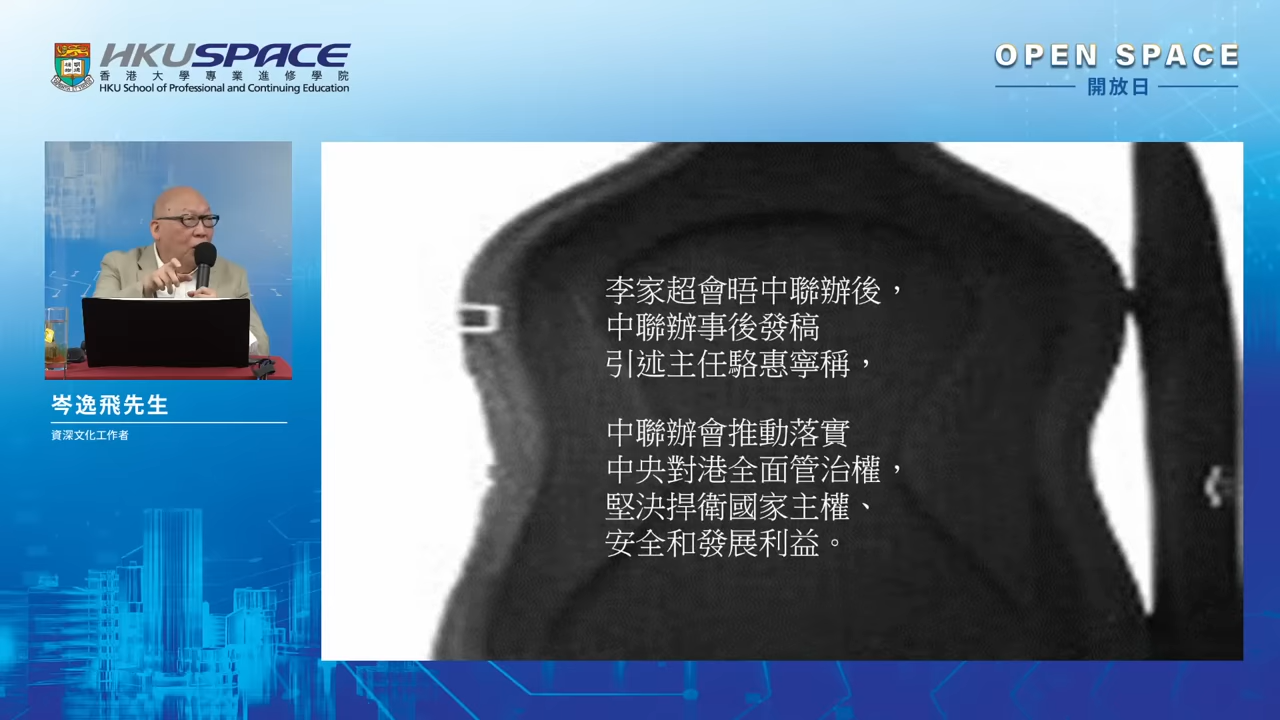 HKUSPACE
香港大學專業進修學院
HKU School of Professional and Continuing Education
OPEN SPACE
開放日
岑逸飛先生
資深文化工作者
李家超會晤中聯辦後，
中聯辦事後發稿
引述主任駱惠寧稱，
中聯辦會推動落實
中央對港全面管治權，
堅決捍衛國家主權、
安全和發展利益。